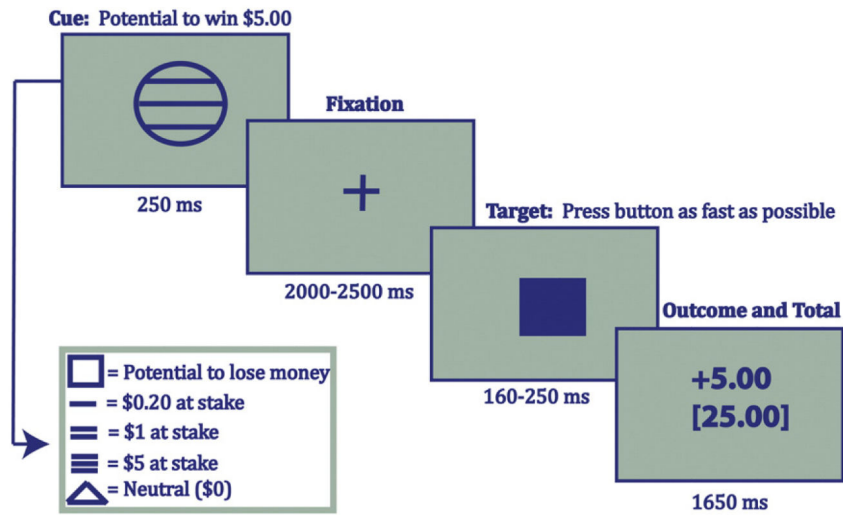 Cue: Potential to win $5.00
250 ms
Fixation
2000-2500 ms
Target: Press button as fast as possible
160-250 ms
Outcome and Total
+5.00
[25.00]
1650 ms
= Potential to lose money
= $0.20 at stake
= $1 at stake
= $5 at stake
= Neutral ($0)